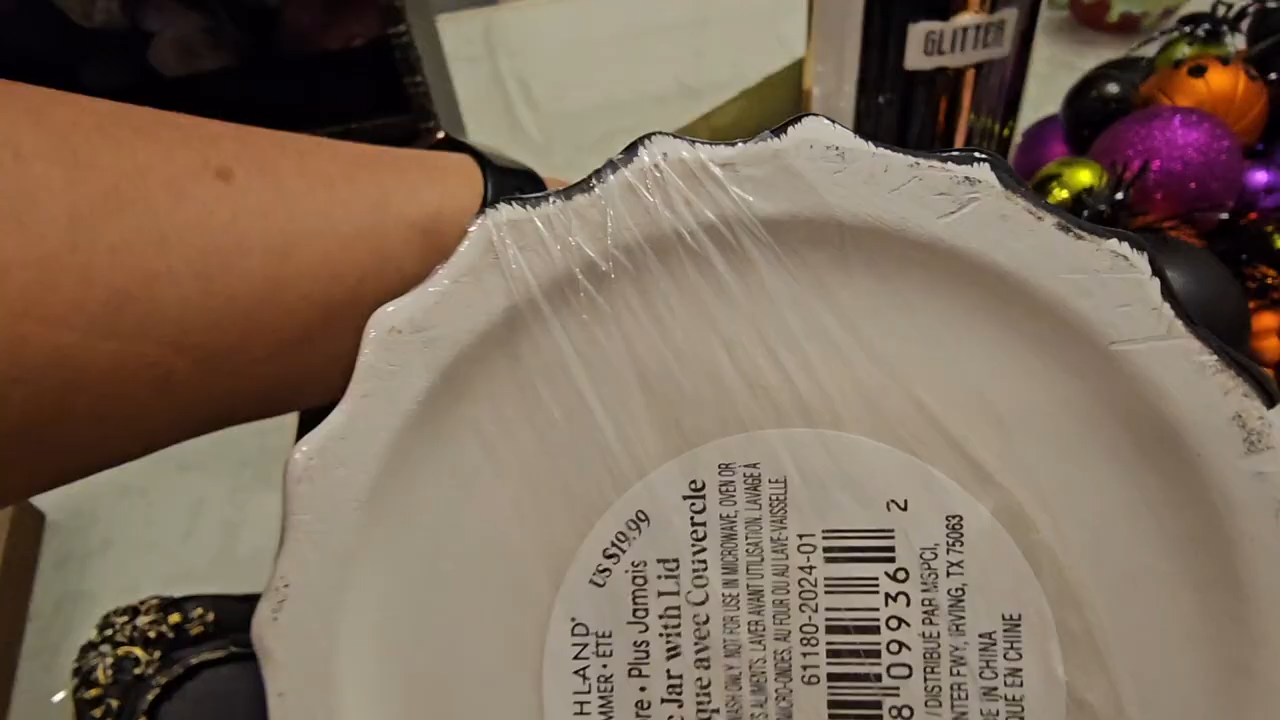 GLITTER
US $19.99
HLAND
MMER • ÉTÉ
re • Plus Jamais
c Jar with Lid
que avec Couvercle
WASH ONLY. NOT FOR USE IN MICROWAVE, OVEN OR
S ALIMENTS. LAVER AVANT UTILISATION. LAVAGE À
MICRO-ONDES, AU FOUR OU AU LAVE-VAISSELLE.
61180-2024-01
8 09936 2
/ DISTRIBUÉ PAR MSPCI,
NTER FWY, IRVING, TX 75063
DE IN CHINA
QUÉ EN CHINE